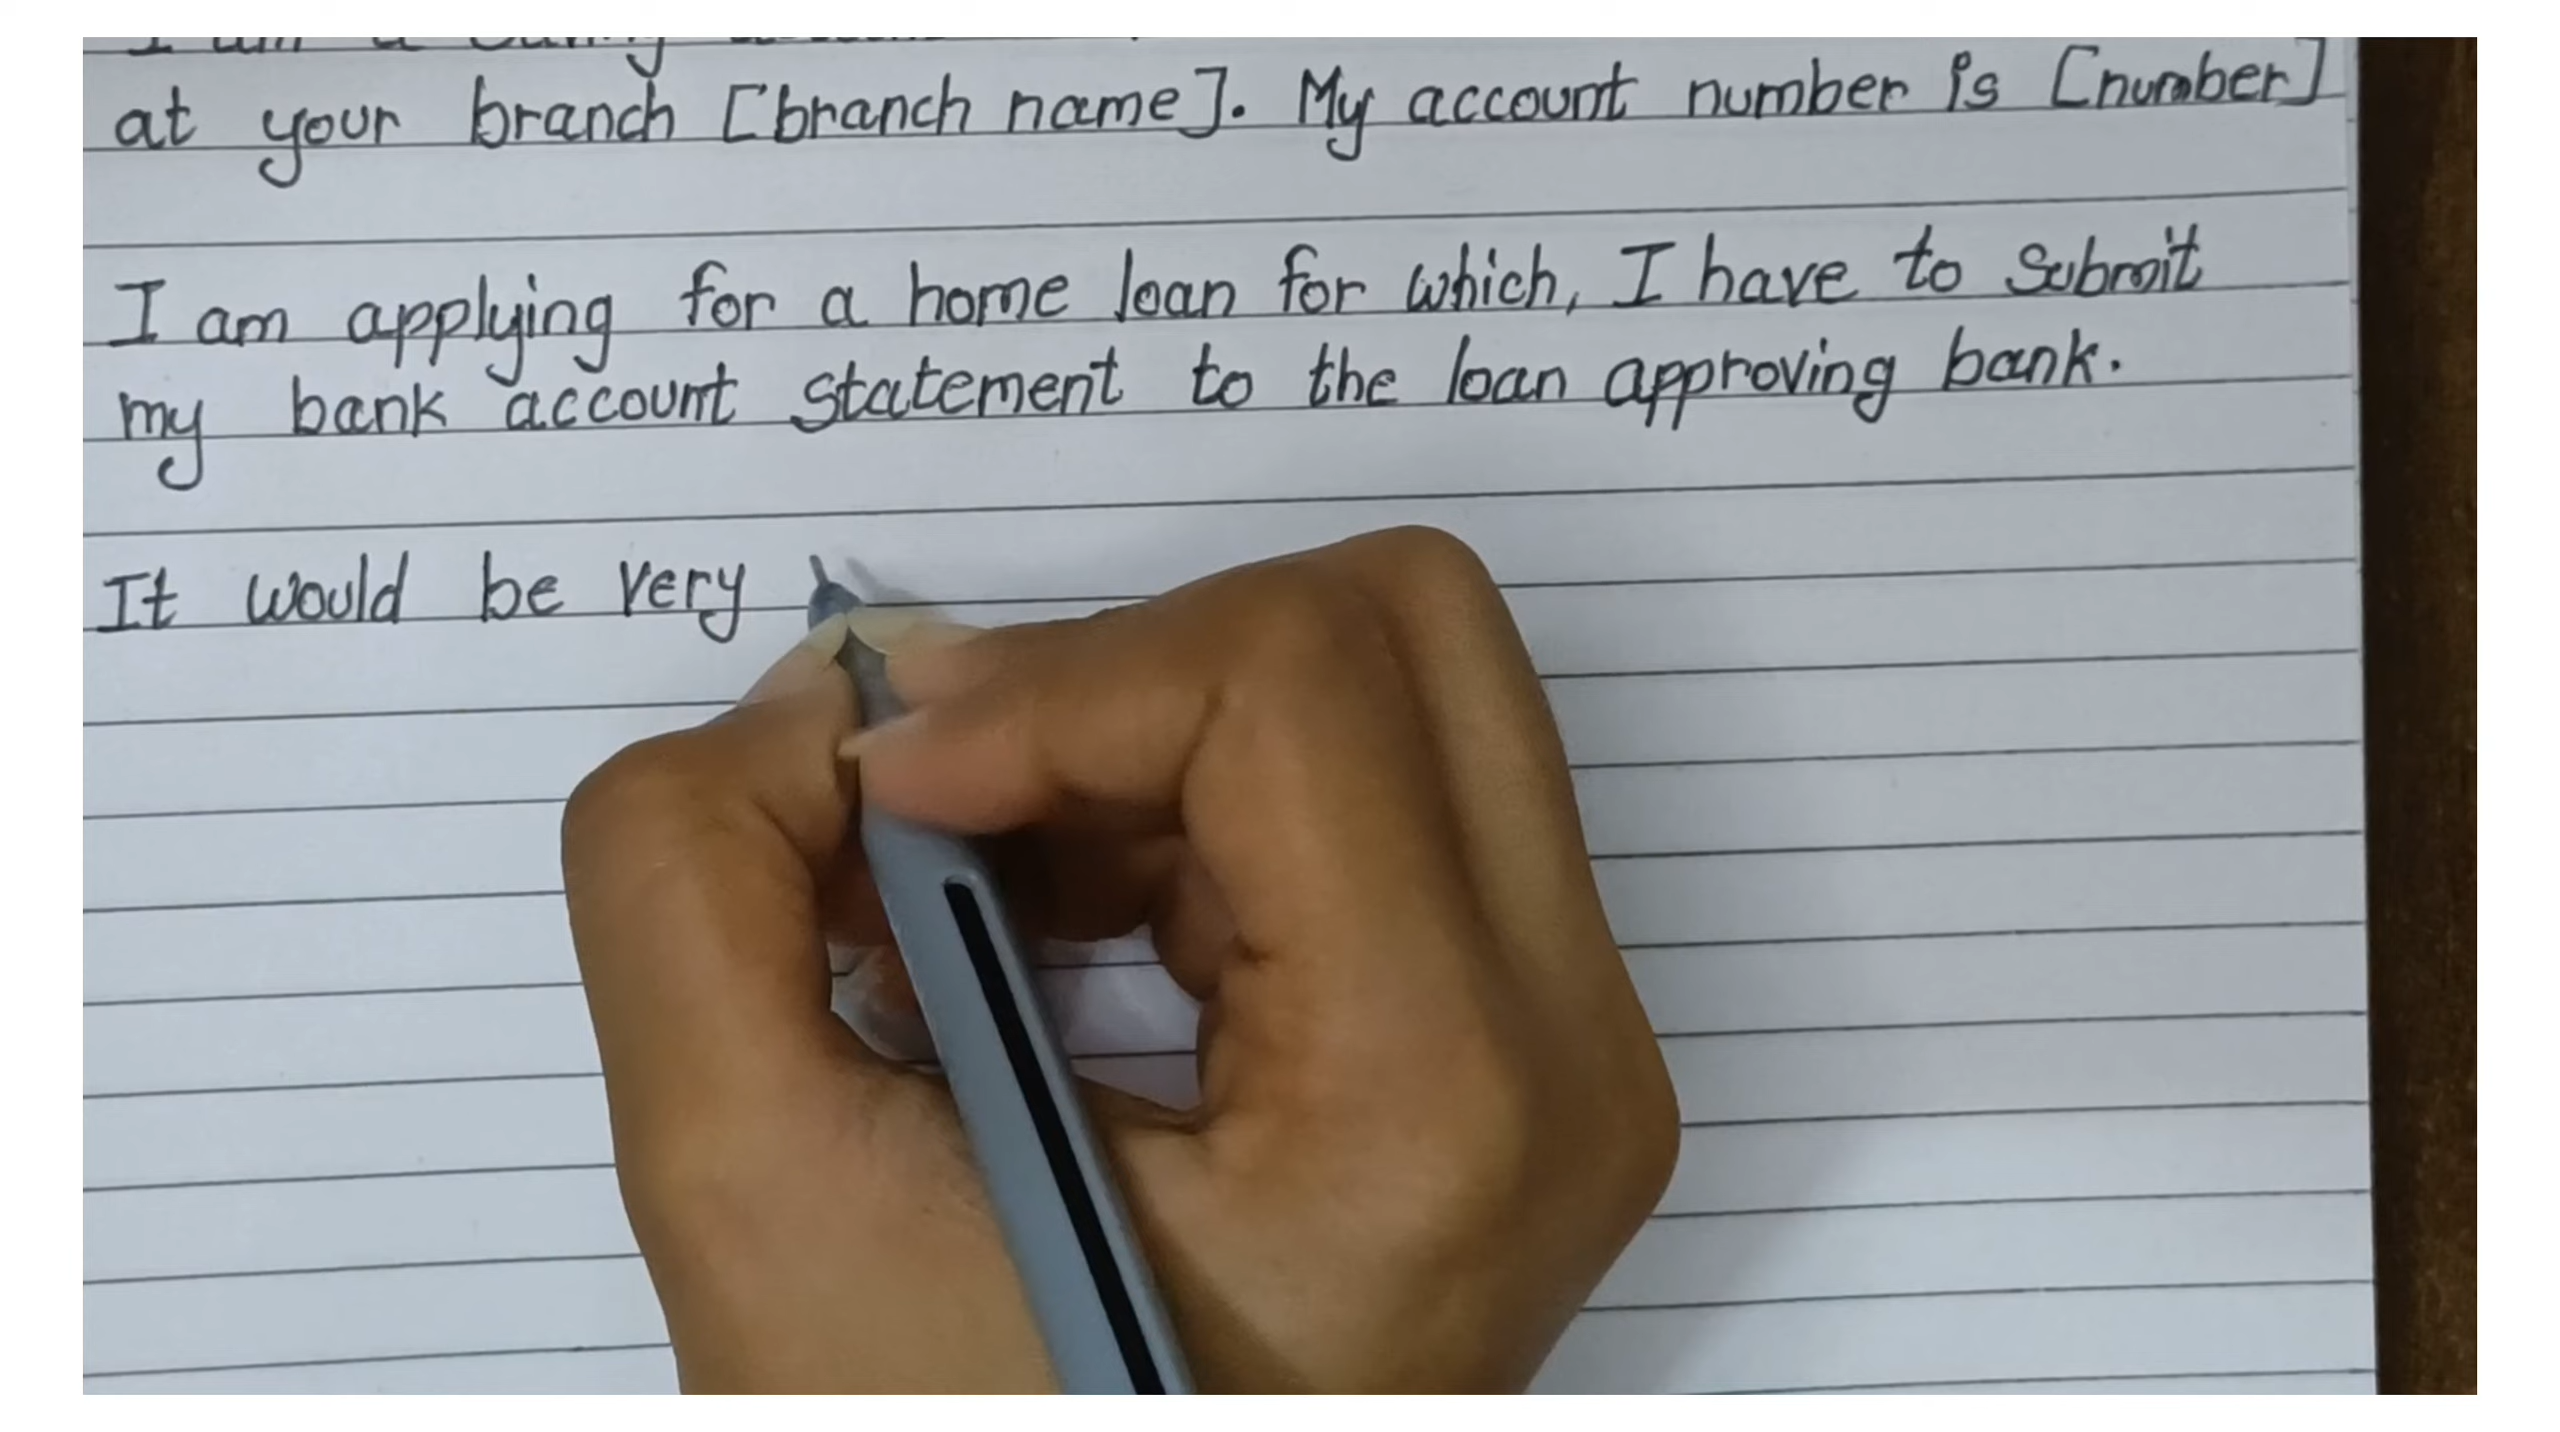 I am a
at your branch [branch name]. My account number is [number]
I am applying for a home loan for which, I have to submit
my bank account statement to the loan approving bank.
It would be very